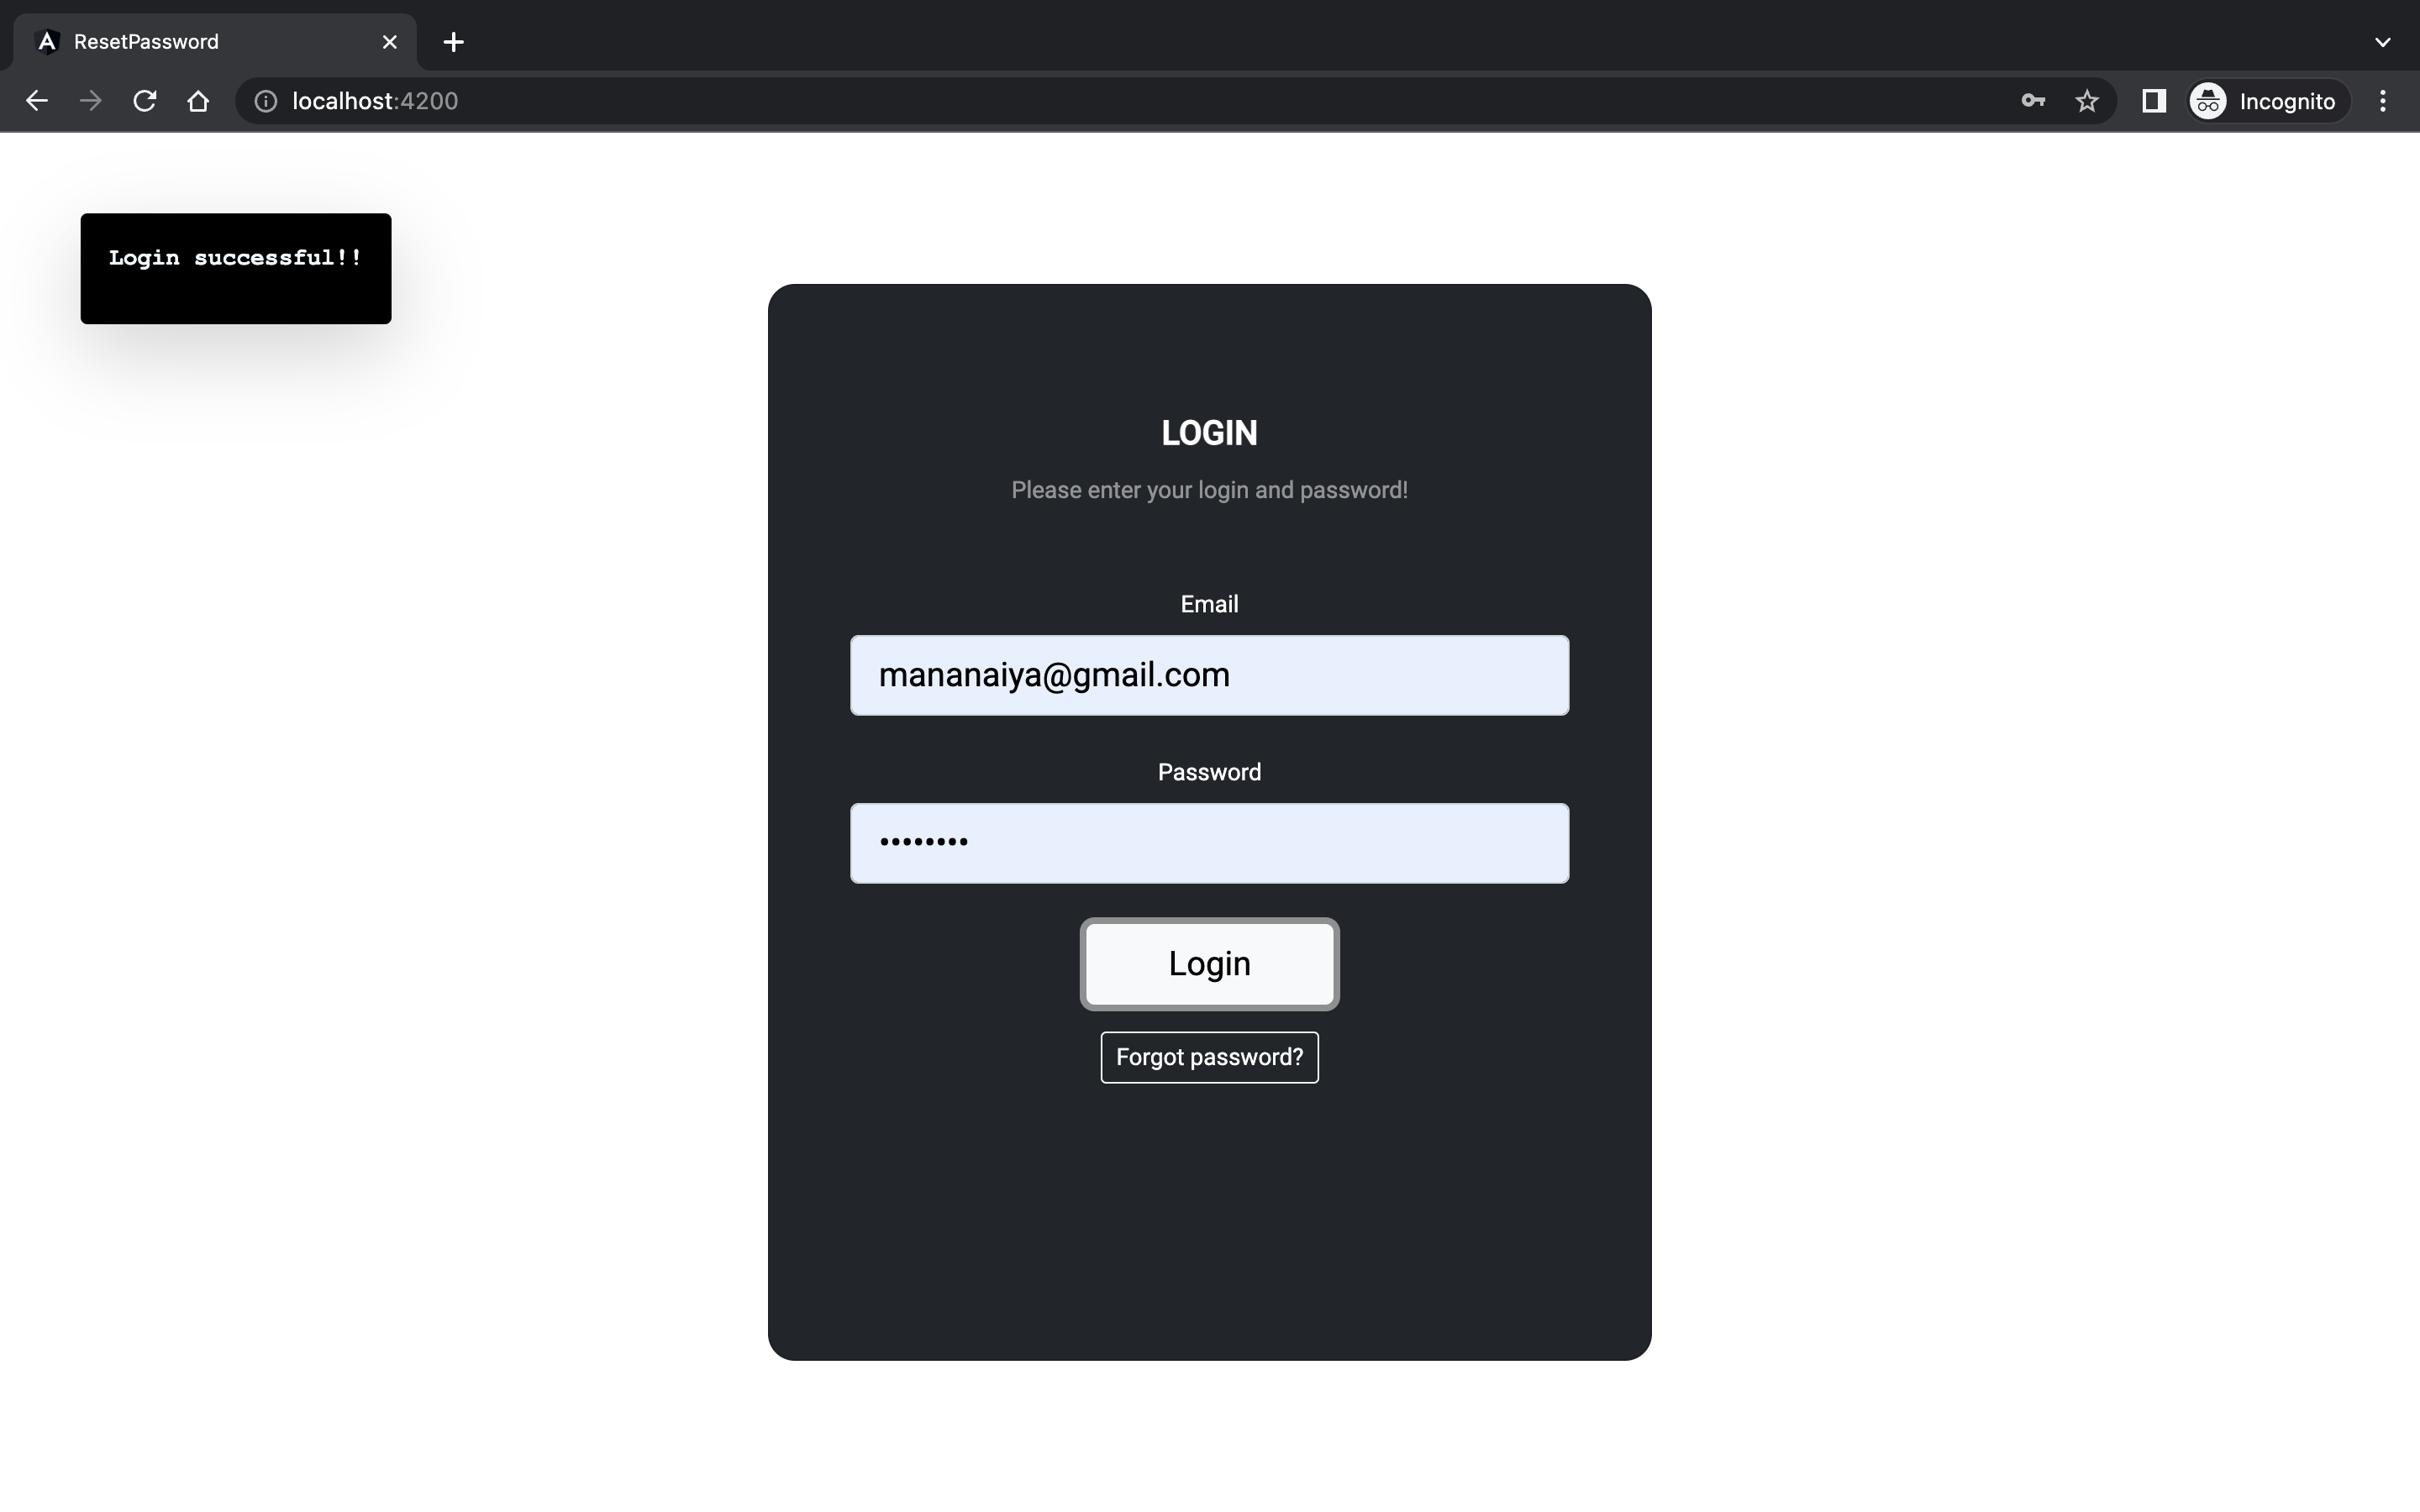 ResetPassword
localhost:4200
Incognito
Login successful!!
LOGIN
Please enter your login and password!
Email
mananaiya@gmail.com
Password
••••••••
Login
Forgot password?